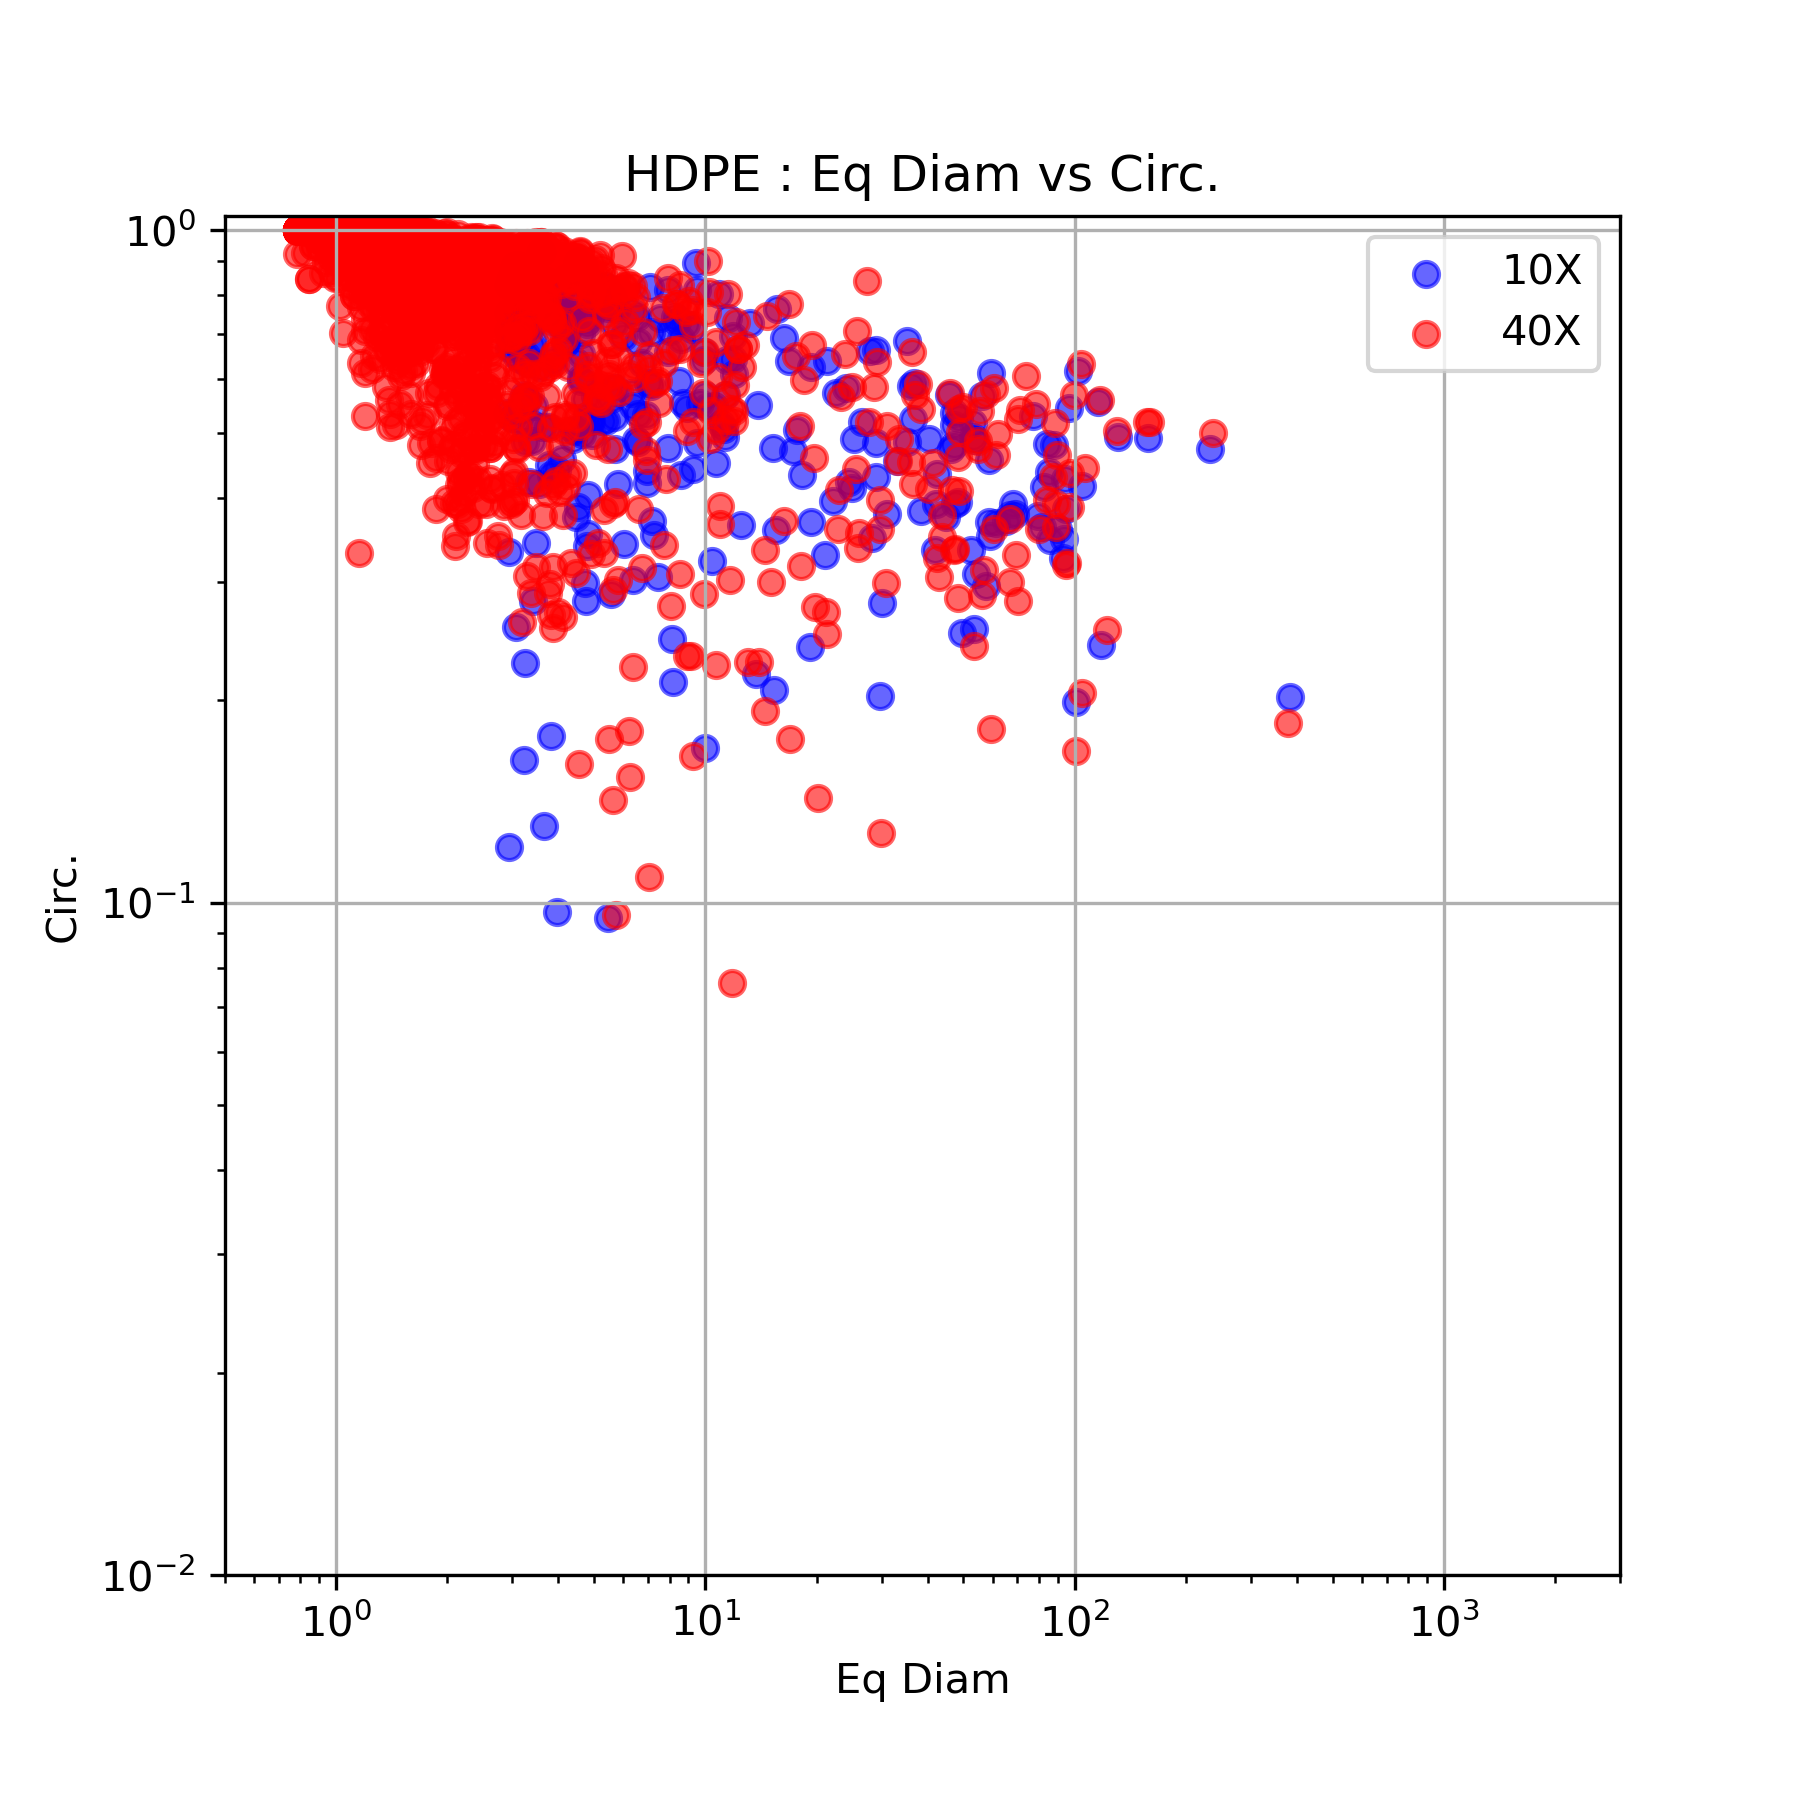 HDPE : Eq Diam vs Circ.
10⁰
10⁻¹
10⁻²
Circ.
10X
40X
10⁰ 10¹ 10² 10³
Eq Diam